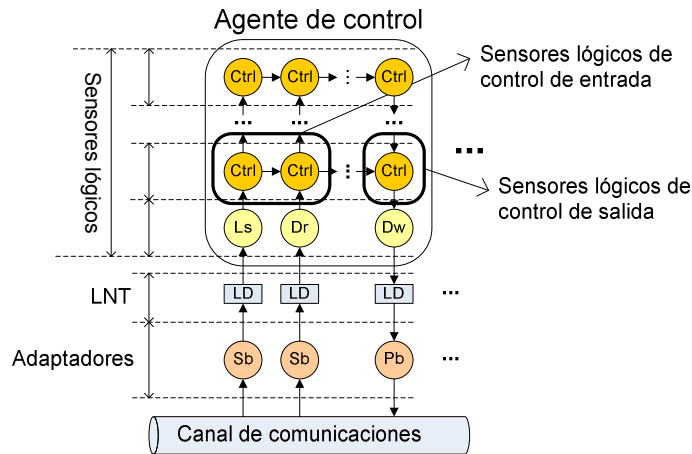 Agente de control
Sensores lógicos de
control de entrada
Ctrl Ctrl ... Ctrl
... ... ...
Sensores lógicos
Ctrl Ctrl ... Ctrl
...
Sensores lógicos de
control de salida
Ls Dr Dw
LNT
LD LD LD ...
Adaptadores
Sb Sb Pb ...
Canal de comunicaciones